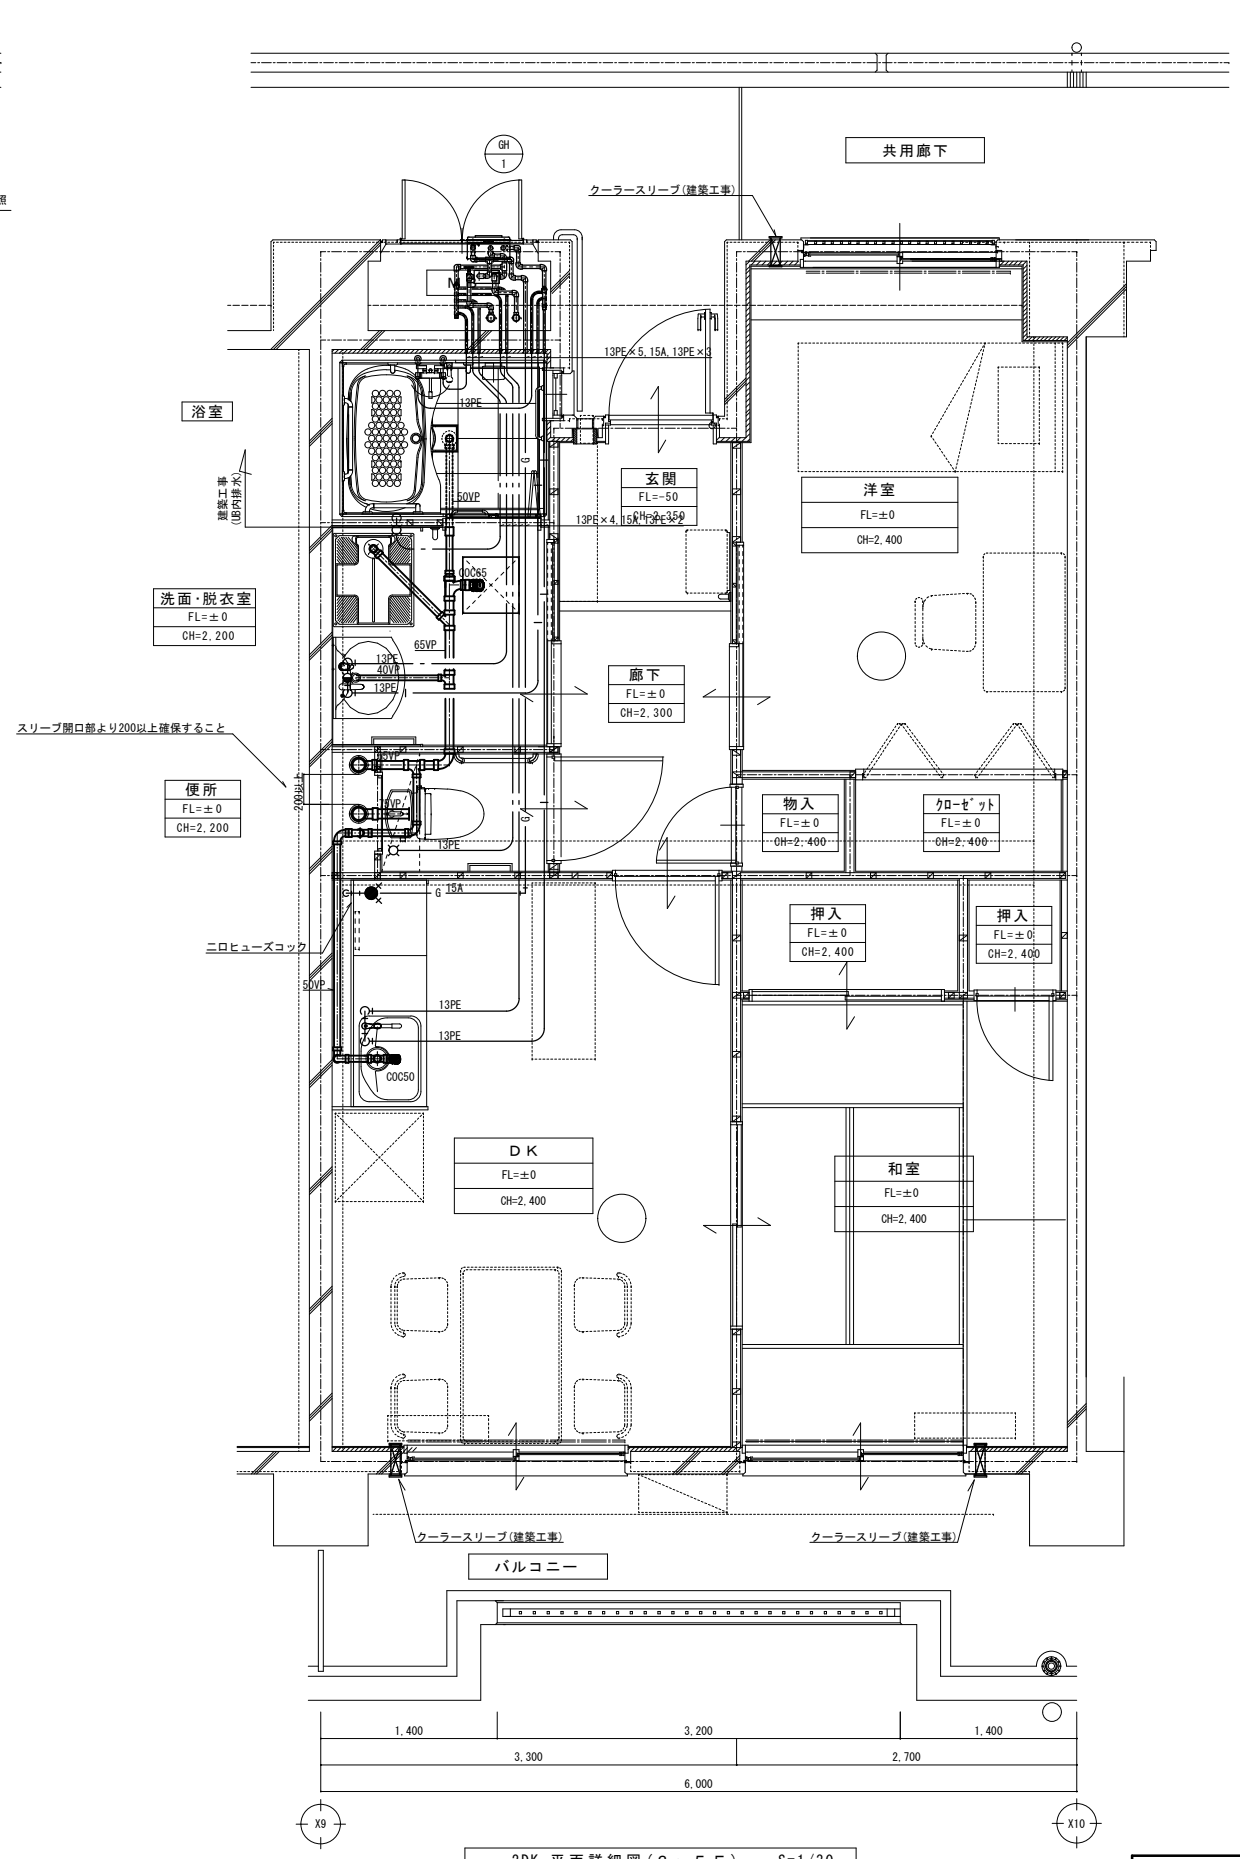 照
GH
1
共用廊下
クーラースリーブ(建築工事)
M
13PE×5,15A,13PE×3
13PE
浴室
建築工事
(UB内排水)
G
50VP
玄関
FL=-50
CH=2,350
13PE×4,15A,13PE×2
洋室
FL=±0
CH=2,400
COC65
洗面・脱衣室
FL=±0
CH=2,200
65VP
13PE
40VP
13PE
廊下
FL=±0
CH=2,300
スリーブ開口部より200以上確保すること
200以上
便所
FL=±0
CH=2,200
75VP
13PE
G
物入
FL=±0
CH=2,400
クローゼット
FL=±0
CH=2,400
G 15A
押入
FL=±0
CH=2,400
押入
FL=±0
CH=2,400
二口ヒューズコック
50VP
13PE
13PE
COC50
DK
FL=±0
CH=2,400
和室
FL=±0
CH=2,400
クーラースリーブ(建築工事)
クーラースリーブ(建築工事)
バルコニー
1,400
3,200
1,400
3,300
2,700
6,000
X9
X10